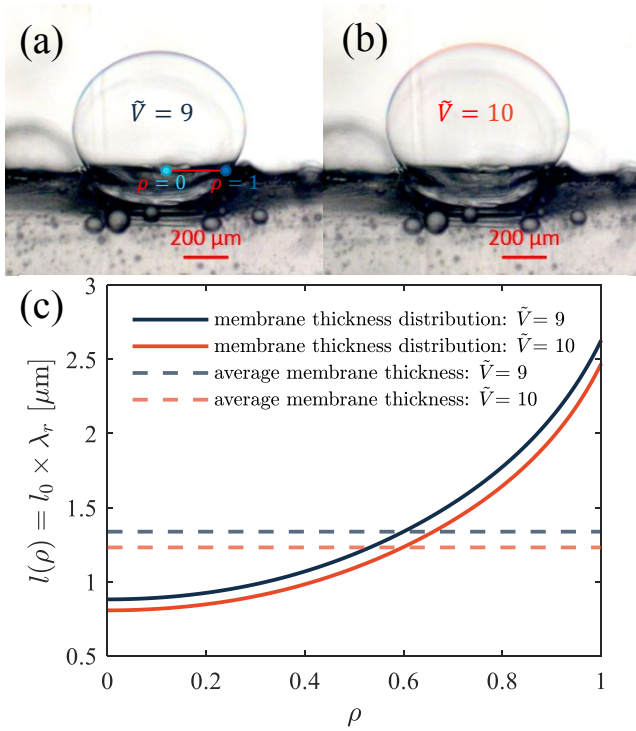 (a)
Ṽ = 9
ρ = 0
ρ = 1
200 μm
(b)
Ṽ = 10
200 μm
(c)
membrane thickness distribution: Ṽ = 9
membrane thickness distribution: Ṽ = 10
average membrane thickness: Ṽ = 9
average membrane thickness: Ṽ = 10
l(ρ) = l₀ × λᵣ [μm]
3
2.5
2
1.5
1
0.5
0
0.2
0.4
0.6
0.8
1
ρ